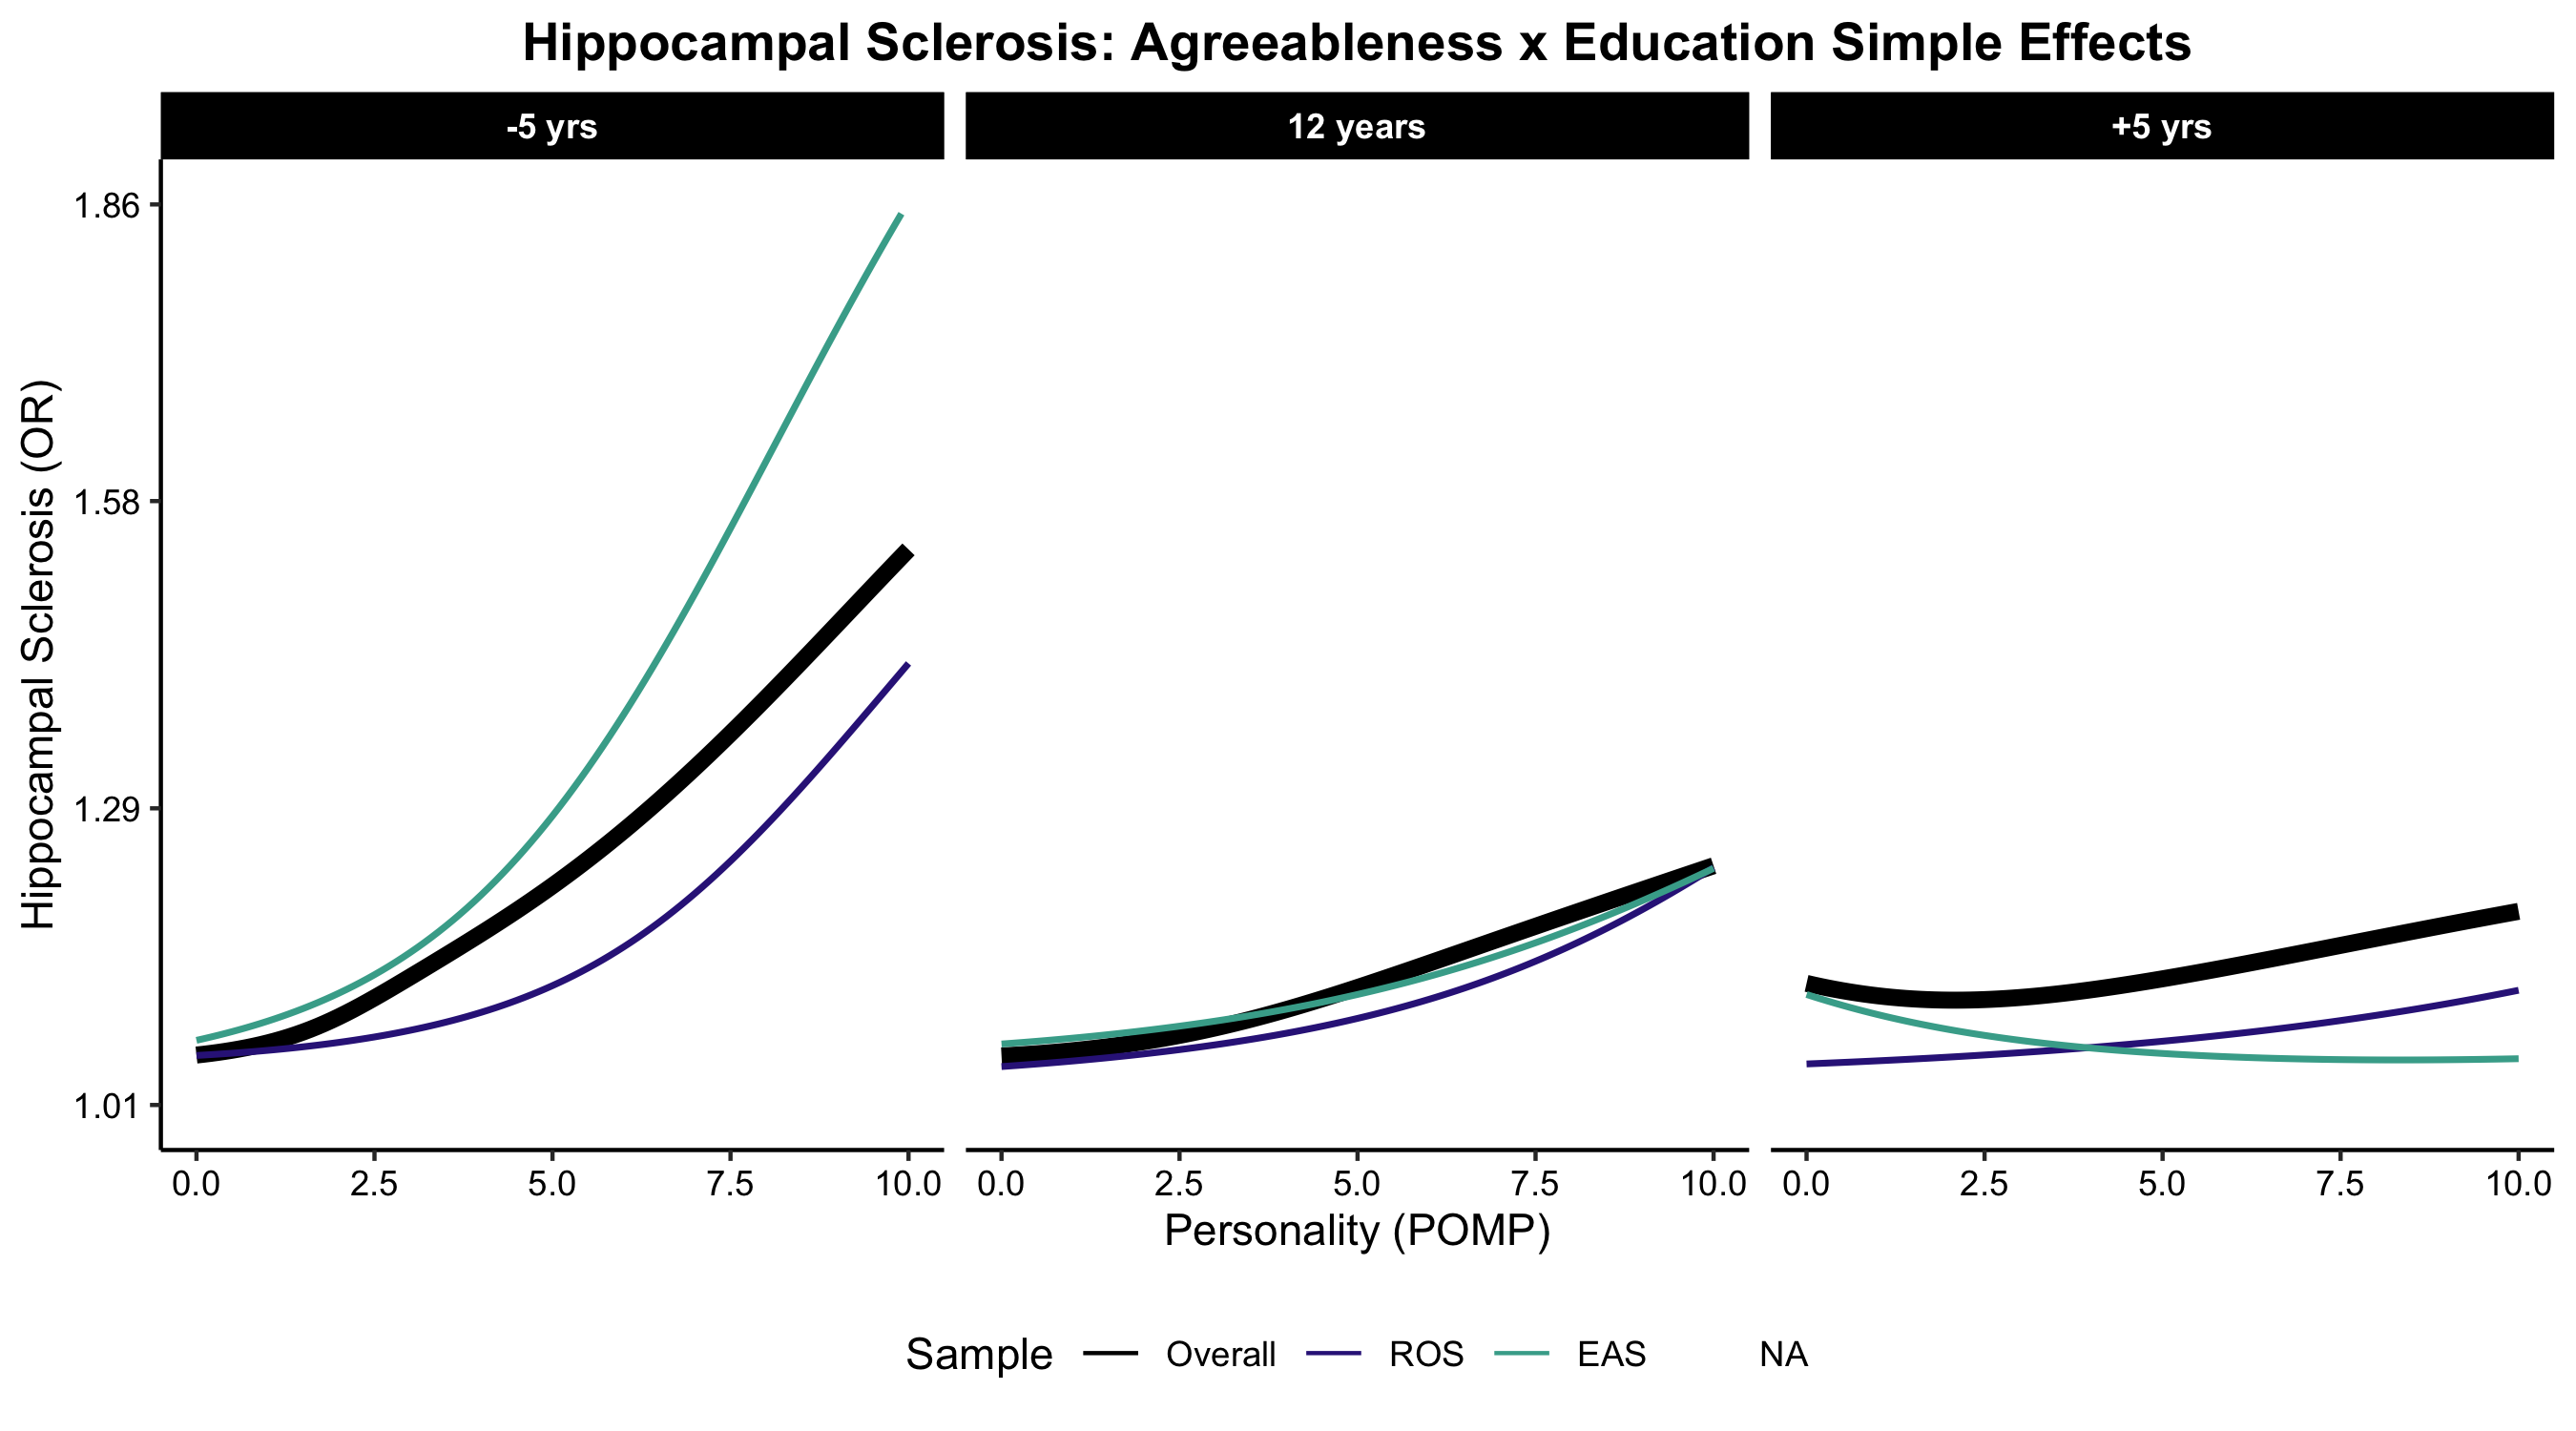 Hippocampal Sclerosis: Agreeableness x Education Simple Effects
-5 yrs
12 years
+5 yrs
Hippocampal Sclerosis (OR)
1.86
1.58
1.29
1.01
0.0 2.5 5.0 7.5 10.0
0.0 2.5 5.0 7.5 10.0
0.0 2.5 5.0 7.5 10.0
Personality (POMP)
Sample Overall ROS EAS NA